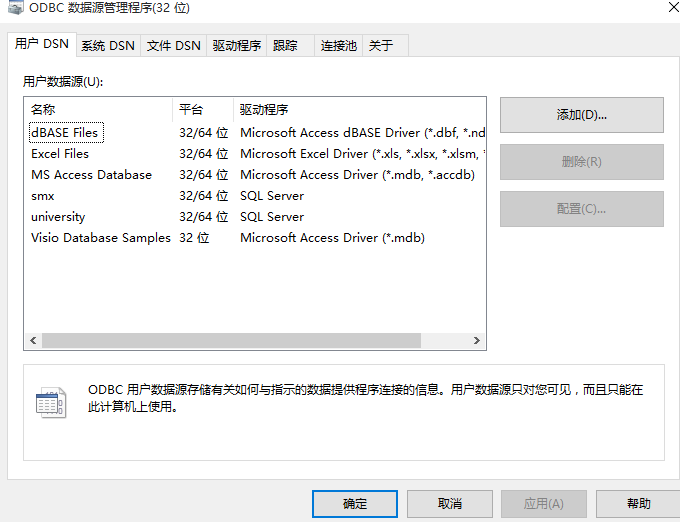 ODBC 数据源管理程序(32 位)
用户 DSN 系统 DSN 文件 DSN 驱动程序 跟踪 连接池 关于
用户数据源(U):
名称 平台 驱动程序
dBASE Files 32/64 位 Microsoft Access dBASE Driver (*.dbf, *.nd
Excel Files 32/64 位 Microsoft Excel Driver (*.xls, *.xlsx, *.xlsm, *
MS Access Database 32/64 位 Microsoft Access Driver (*.mdb, *.accdb)
smx 32/64 位 SQL Server
university 32/64 位 SQL Server
Visio Database Samples 32 位 Microsoft Access Driver (*.mdb)
添加(D)...
删除(R)
配置(C)...
ODBC 用户数据源存储有关如何与指示的数据提供程序连接的信息。用户数据源只对您可见，而且只能在
此计算机上使用。
确定 取消 应用(A) 帮助